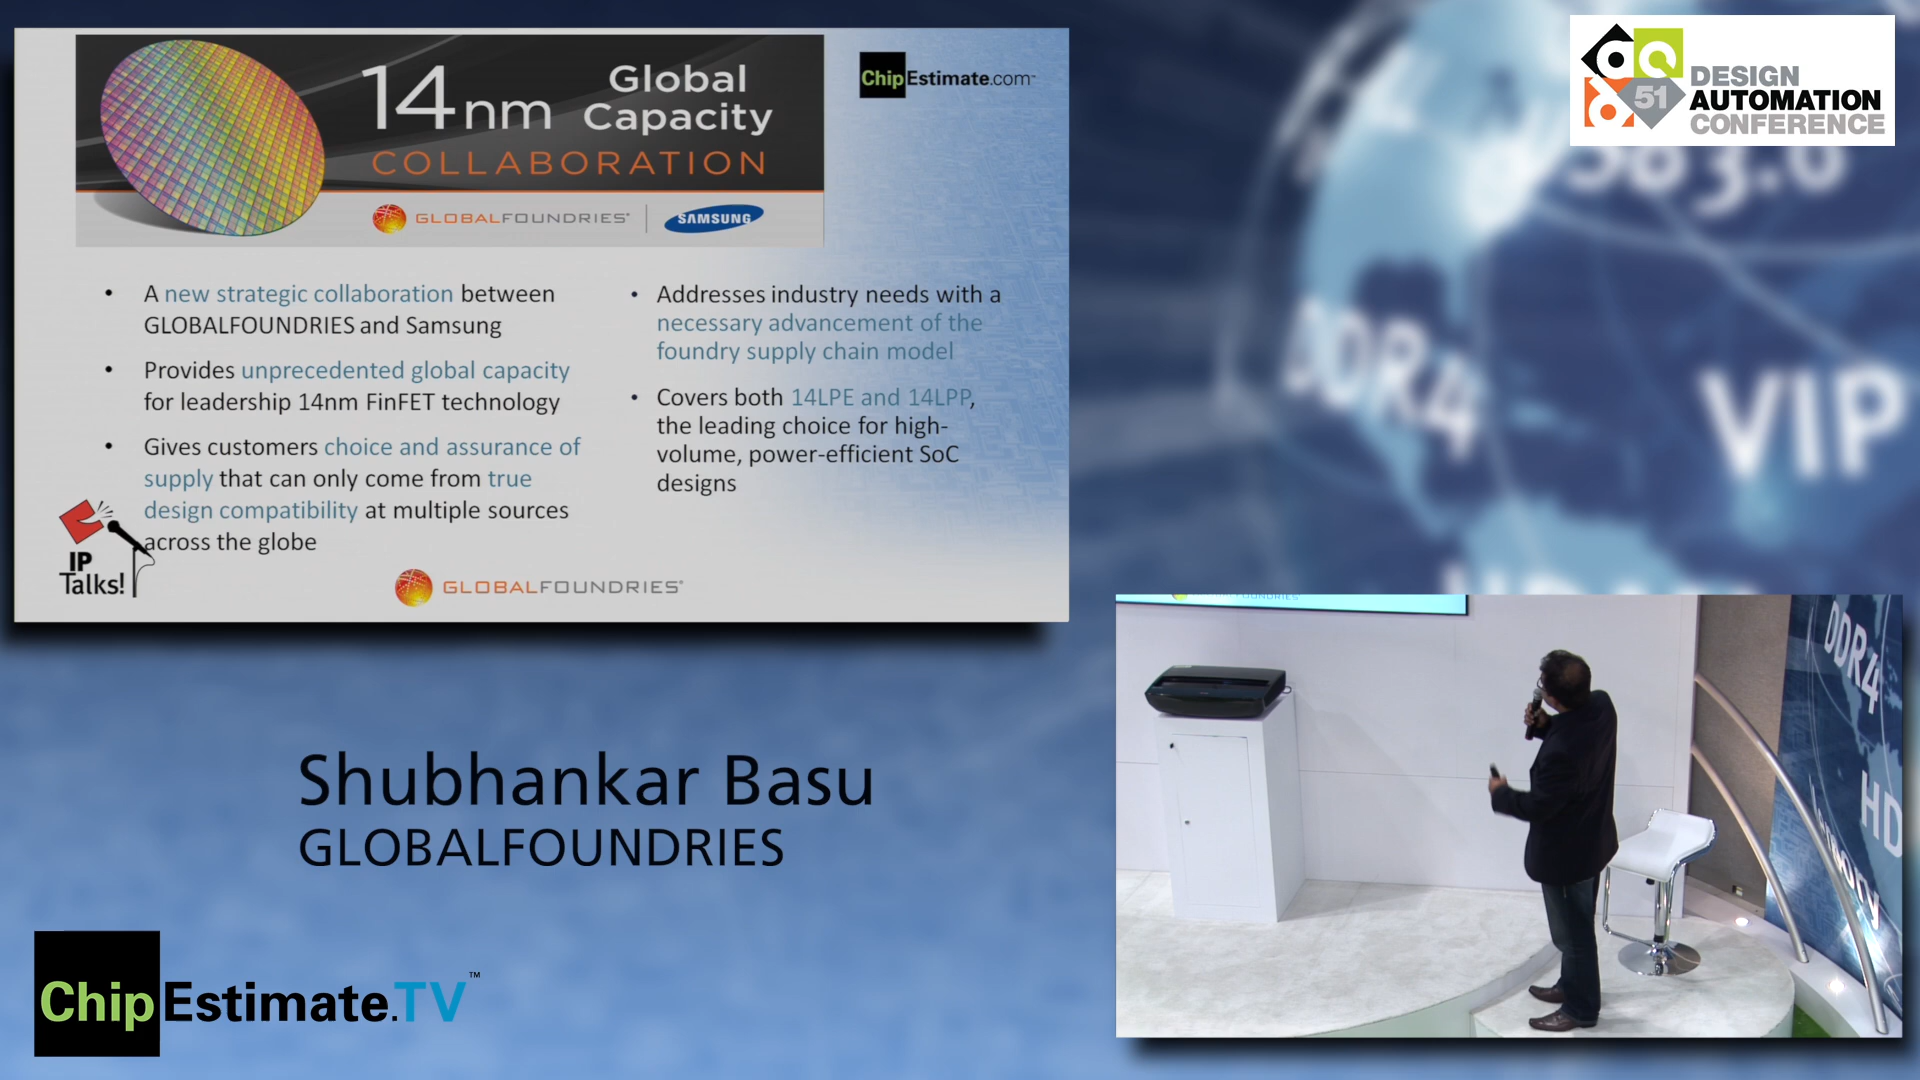 14nm Global Capacity
COLLABORATION
GLOBALFOUNDRIES | SAMSUNG
ChipEstimate.com
• A new strategic collaboration between
GLOBALFOUNDRIES and Samsung
• Provides unprecedented global capacity
for leadership 14nm FinFET technology
• Gives customers choice and assurance of
supply that can only come from true
design compatibility at multiple sources
across the globe
• Addresses industry needs with a
necessary advancement of the
foundry supply chain model
• Covers both 14LPE and 14LPP,
the leading choice for high-
volume, power-efficient SoC
designs
IP
Talks!
GLOBALFOUNDRIES
51
DESIGN
AUTOMATION
CONFERENCE
DDR4
VIP
Shubhankar Basu
GLOBALFOUNDRIES
ChipEstimate.TV™
DDR4
HD